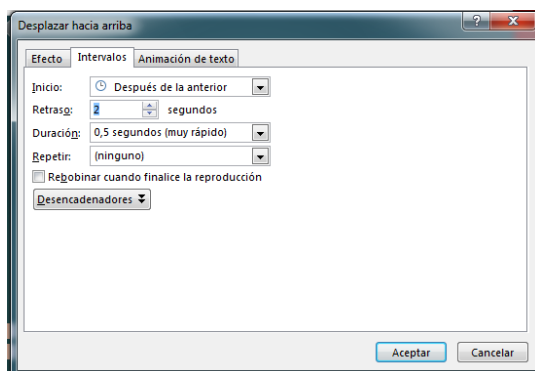 Desplazar hacia arriba
Efecto Intervalos Animación de texto
Inicio: Después de la anterior
Retraso: 2 segundos
Duración: 0,5 segundos (muy rápido)
Repetir: (ninguno)
Rebobinar cuando finalice la reproducción
Desencadenadores
Aceptar Cancelar